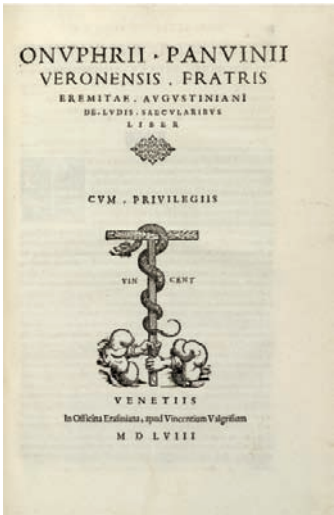 ONVPHRII · PANVINII
VERONENSIS . FRATRIS
EREMITAE . AVGVSTINIANI
DE . LVDIS . SAECVLARIBVS
LIBER
CVM . PRIVILEGIIS
VIN CENT
VENETIIS
In Officina Erasmiana, apud Vincentium Valgrisium
M D LVIII